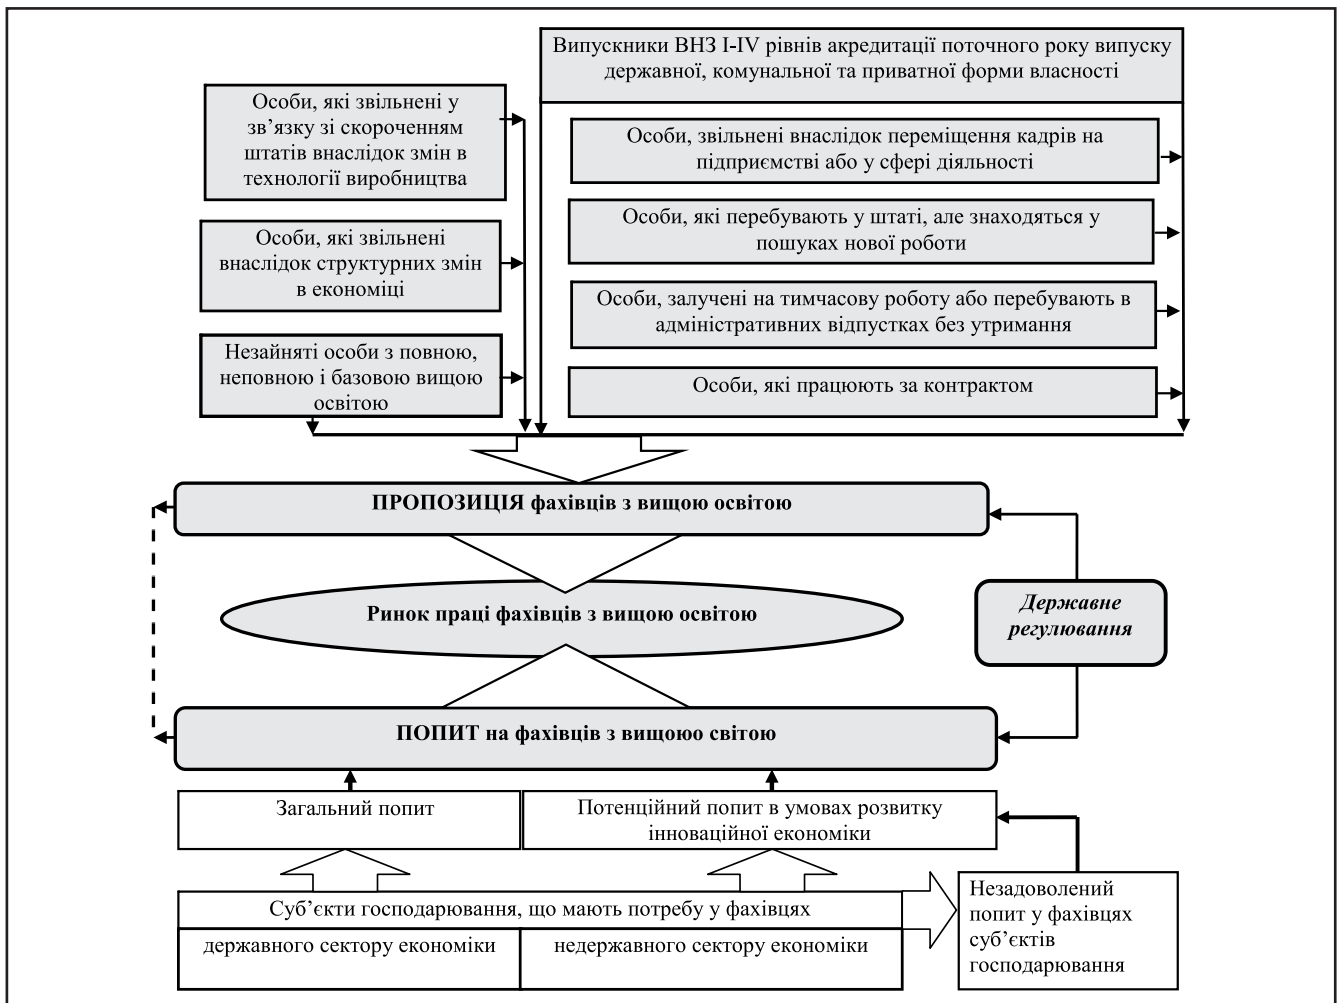 Випускники ВНЗ І-ІV рівнів акредитації поточного року випуску
державної, комунальної та приватної форми власності
Особи, які звільнені у
зв’язку зі скороченням
штатів внаслідок змін в
технології виробництва
Особи, які звільнені
внаслідок структурних змін
в економіці
Незайняті особи з повною,
неповною і базовою вищою
освітою
Особи, звільнені внаслідок переміщення кадрів на
підприємстві або у сфері діяльності
Особи, які перебувають у штаті, але знаходяться у
пошуках нової роботи
Особи, залучені на тимчасову роботу або перебувають в
адміністративних відпустках без утримання
Особи, які працюють за контрактом
ПРОПОЗИЦІЯ фахівців з вищою освітою
Ринок праці фахівців з вищою освітою
Державне
регулювання
ПОПИТ на фахівців з вищою світою
Загальний попит
Потенційний попит в умовах розвитку
інноваційної економіки
Суб’єкти господарювання, що мають потребу у фахівцях
державного сектору економіки
недержавного сектору економіки
Незадоволений
попит у фахівцях
суб’єктів
господарювання